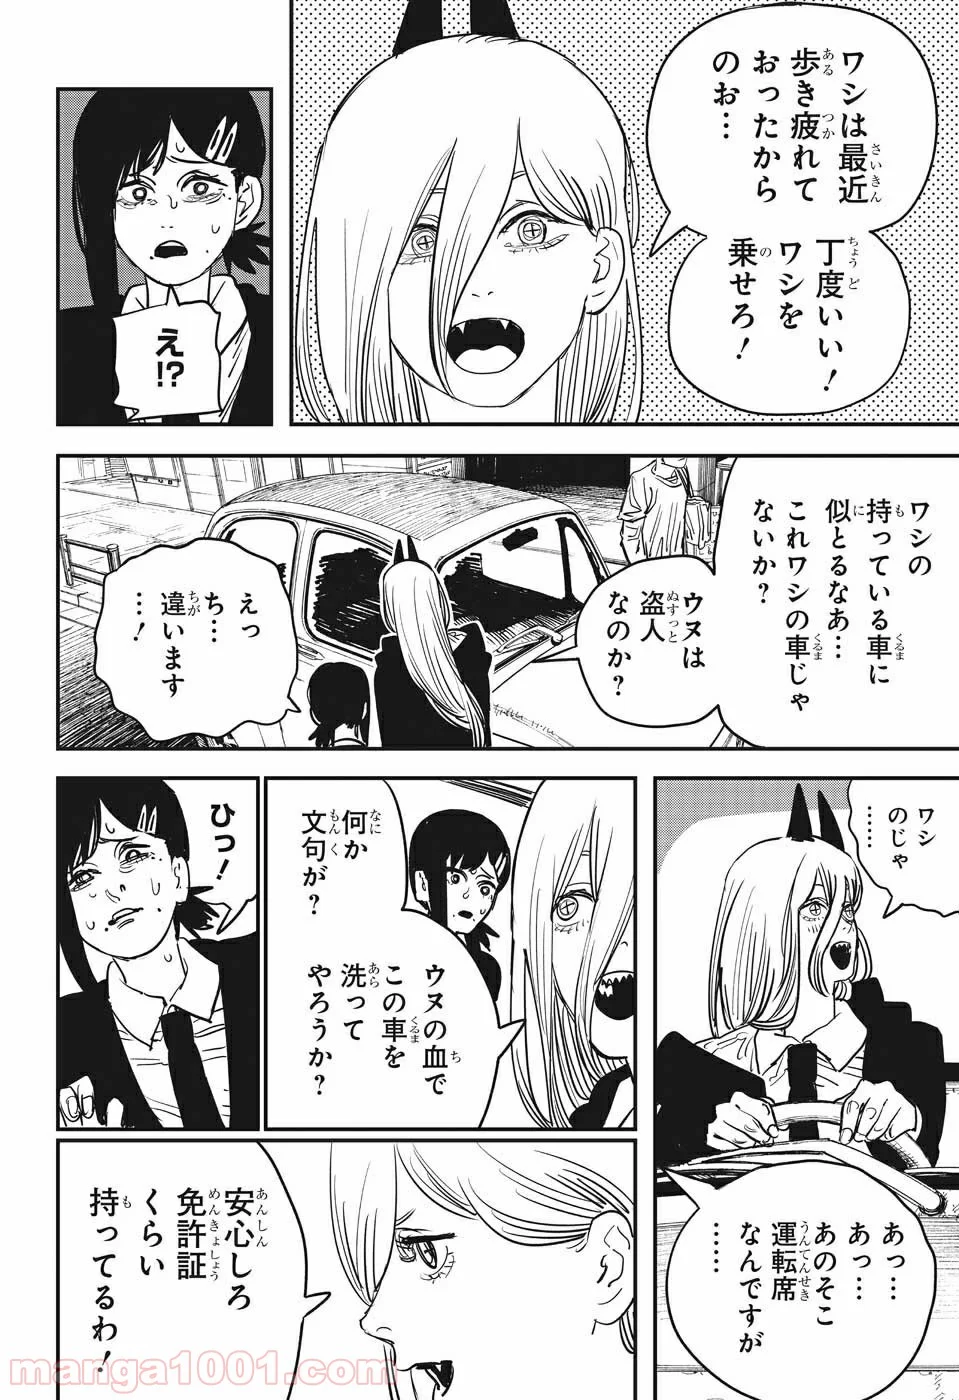 ワシは最近
歩き疲れて
おったから
のお…
丁度いい！
ワシを
乗せろ！
え!?
ワシの
持っている車に
似とるなあ…
これワシの車じゃ
ないか？
ウヌは
盗人
なのか？
えっ
ち…
違います
…！
ワシ
のじゃ
……
あっ…
あっ…
あのそこ
運転席
なんですが
……
何か
文句が？
ウヌの血で
この車を
洗って
やろうか？
ひっ！
安心しろ
免許証
くらい
持ってるわ！
manga1001.com